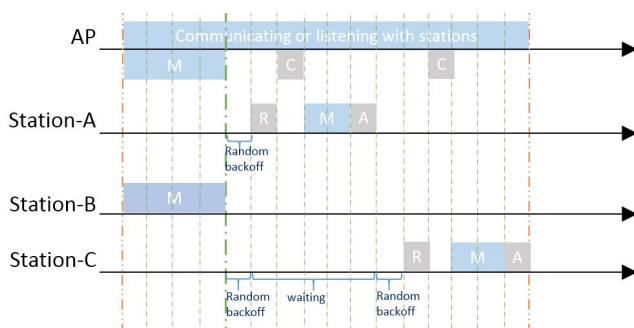 AP
Communicating or listening with stations
M
C
C
Station-A
R
M
A
Random
backoff
Station-B
M
Station-C
R
M
A
Random
backoff
waiting
Random
backoff